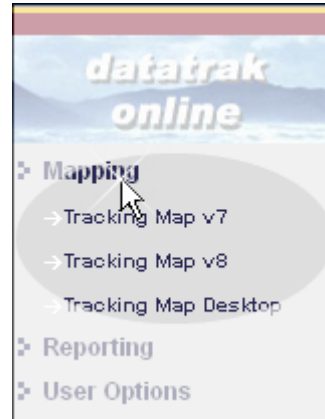 datatrak
online
Mapping
Tracking Map v7
Tracking Map v8
Tracking Map Desktop
Reporting
User Options